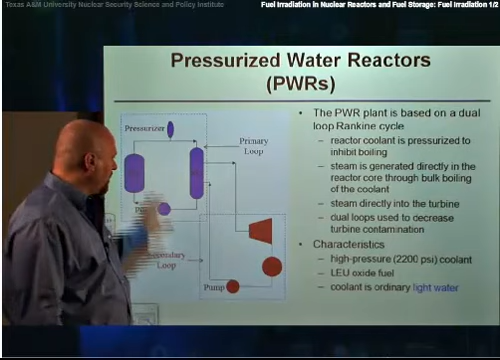 Texas A&M University Nuclear Security Science and Policy Institute
Fuel Irradiation in Nuclear Reactors and Fuel Storage: Fuel Irradiation 1/2
Pressurized Water Reactors
(PWRs)
Pressurizer
Primary
Loop
Secondary
Loop
Pump
• The PWR plant is based on a dual
loop Rankine cycle
– reactor coolant is pressurized to
inhibit boiling
– steam is generated directly in the
reactor core through bulk boiling
of the coolant
– steam directly into the turbine
– dual loops used to decrease
turbine contamination
• Characteristics
– high-pressure (2200 psi) coolant
– LEU oxide fuel
– coolant is ordinary light water